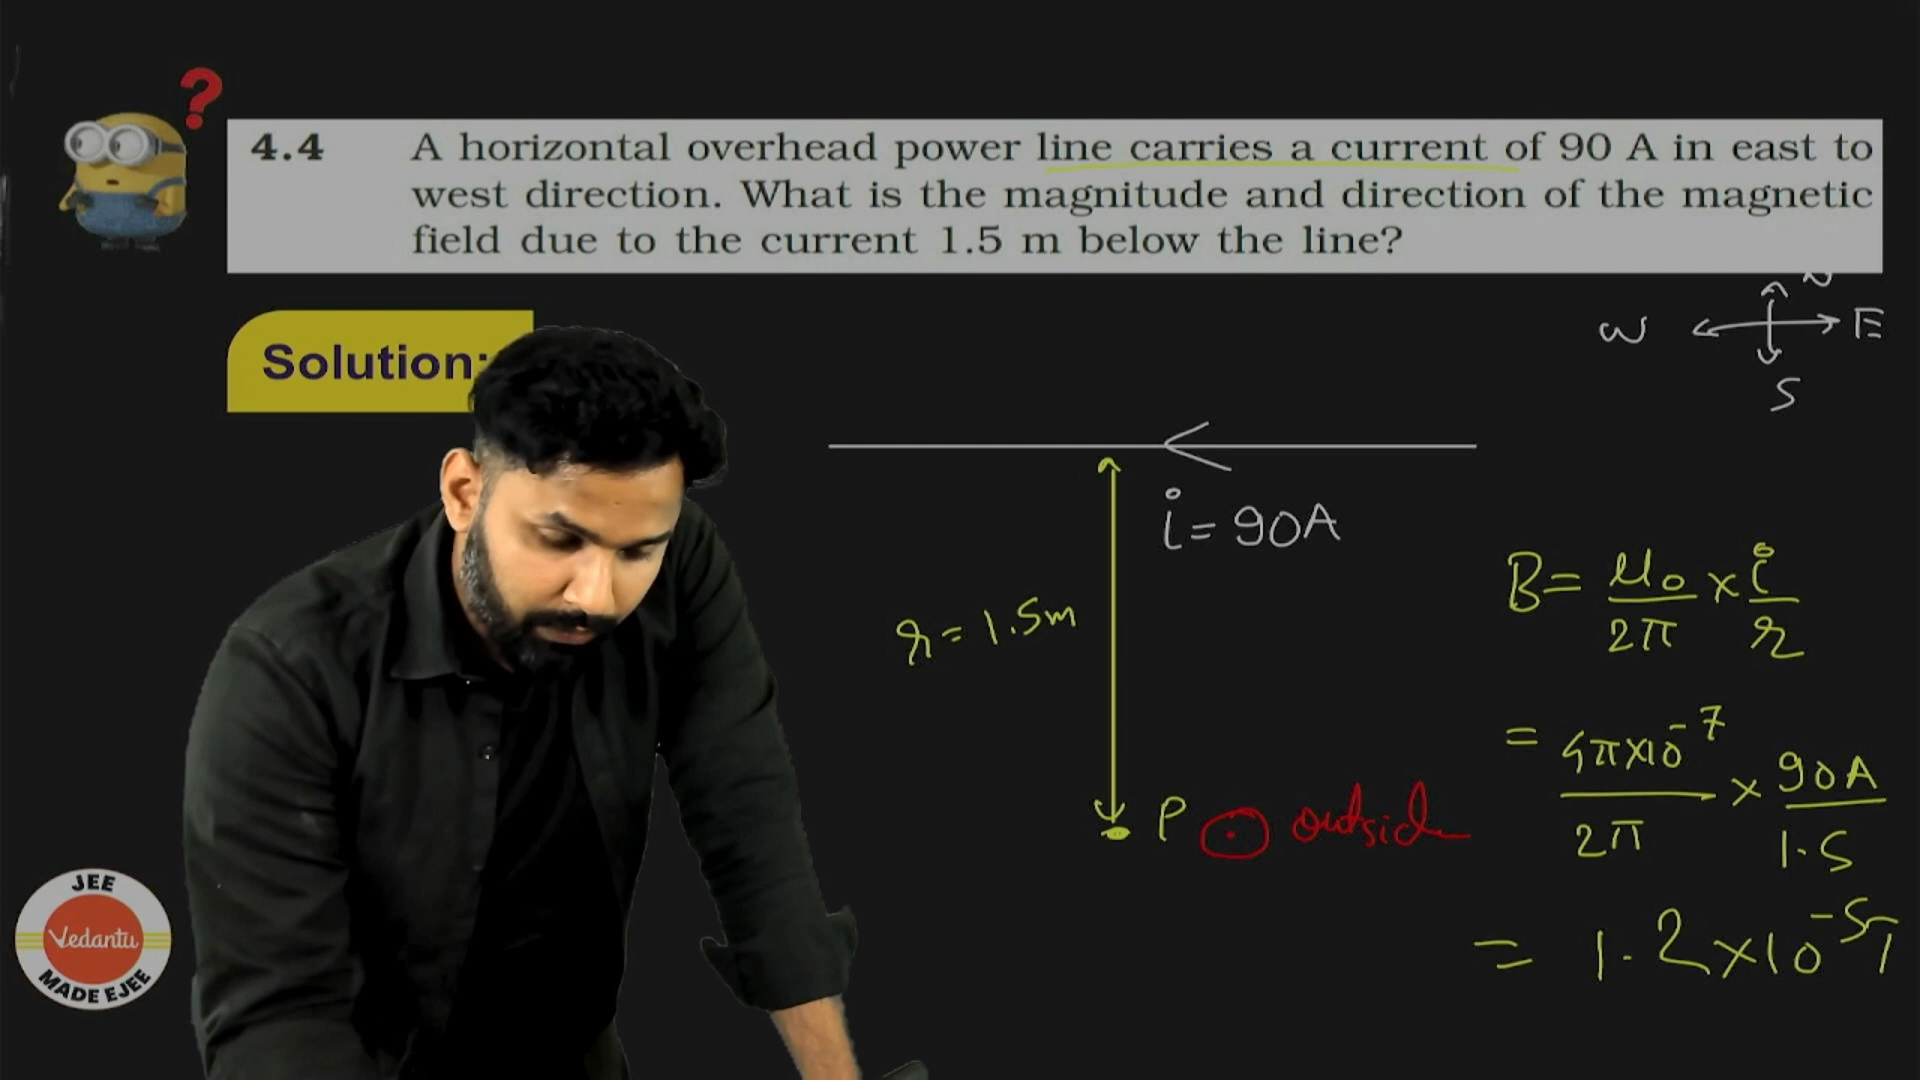 ?
4.4 A horizontal overhead power line carries a current of 90 A in east to
west direction. What is the magnitude and direction of the magnetic
field due to the current 1.5 m below the line?
N
W E
S
Solution:
i = 90A
r = 1.5m
P ⊙ outside
B = μ₀/2π × i/r
= 4π×10⁻⁷/2π × 90A/1.5
= 1.2×10⁻⁵T
JEE
Vedantu
MADE EJEE